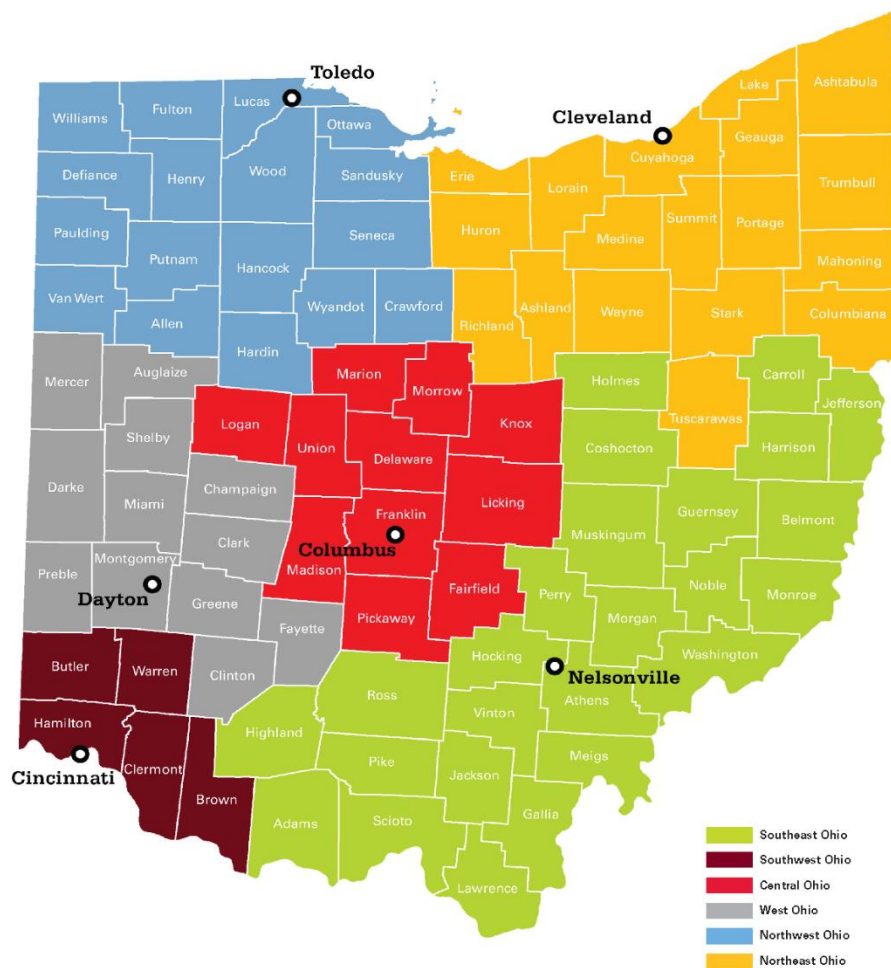 Toledo
Cleveland
Williams
Fulton
Lucas
Ottawa
Lake
Ashtabula
Geauga
Cuyahoga
Defiance
Henry
Wood
Sandusky
Erie
Lorain
Trumbull
Paulding
Putnam
Hancock
Seneca
Huron
Medina
Summit
Portage
Mahoning
Van Wert
Allen
Wyandot
Crawford
Richland
Ashland
Wayne
Stark
Columbiana
Hardin
Mercer
Auglaize
Marion
Morrow
Holmes
Carroll
Jefferson
Tuscarawas
Logan
Union
Knox
Shelby
Delaware
Coshocton
Harrison
Darke
Champaign
Miami
Licking
Franklin
Guernsey
Belmont
Muskingum
Clark
Columbus
Montgomery
Preble
Madison
Fairfield
Noble
Monroe
Dayton
Greene
Perry
Morgan
Pickaway
Fayette
Washington
Hocking
Butler
Warren
Clinton
Nelsonville
Ross
Athens
Vinton
Hamilton
Highland
Meigs
Pike
Jackson
Cincinnati
Clermont
Brown
Gallia
Adams
Scioto
Lawrence
Southeast Ohio
Southwest Ohio
Central Ohio
West Ohio
Northwest Ohio
Northeast Ohio